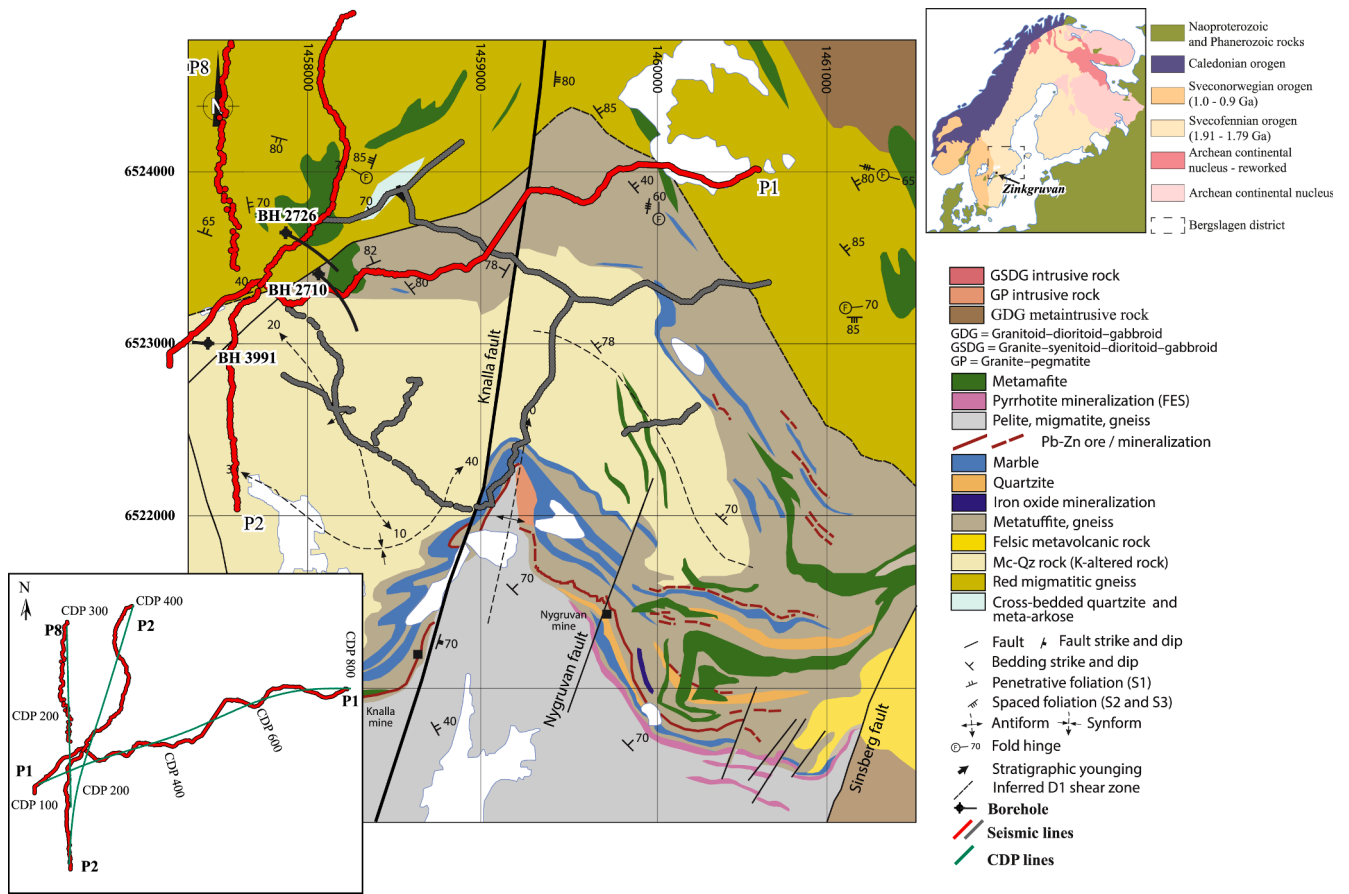 P8
N
1458000
1459000
1460000
1461000
80
85
80
85
F
70
82
80
78
40
60
F
P1
80
F
65
85
F
70
85
6524000
70
65
BH 2726
40
BH 2710
20
6523000
BH 3991
Knalla fault
78
40
10
70
6522000
P2
70
Nygruvan
mine
Nygruvan fault
70
Knalla
mine
40
70
Sinsberg fault
N
CDP 300
CDP 400
P8
P2
CDP 800
P1
CDP 200
CDP 600
P1
CDP 400
CDP 100
CDP 200
P2
Zinkgruvan
Naoproterozoic
and Phanerozoic rocks
Caledonian orogen
Sveconorwegian orogen
(1.0 - 0.9 Ga)
Svecofennian orogen
(1.91 - 1.79 Ga)
Archean continental
nucleus - reworked
Archean continental nucleus
Bergslagen district
GSDG intrusive rock
GP intrusive rock
GDG metaintrusive rock
GDG = Granitoid–dioritoid–gabbroid
GSDG = Granite–syenitoid–dioritoid–gabbroid
GP = Granite–pegmatite
Metamafite
Pyrrhotite mineralization (FES)
Pelite, migmatite, gneiss
Pb-Zn ore / mineralization
Marble
Quartzite
Iron oxide mineralization
Metatuffite, gneiss
Felsic metavolcanic rock
Mc-Qz rock (K-altered rock)
Red migmatitic gneiss
Cross-bedded quartzite and
meta-arkose
Fault Fault strike and dip
Bedding strike and dip
Penetrative foliation (S1)
Spaced foliation (S2 and S3)
Antiform Synform
F 70 Fold hinge
Stratigraphic younging
Inferred D1 shear zone
Borehole
Seismic lines
CDP lines